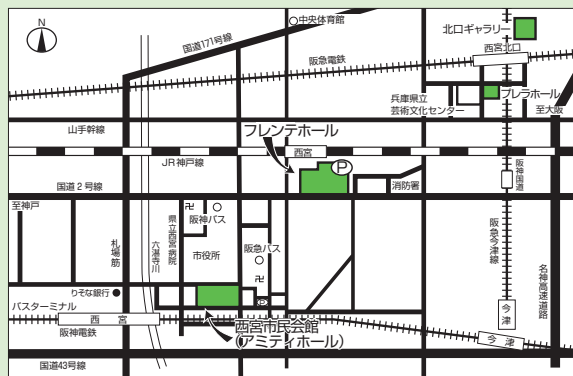 N
中央体育館
北口ギャラリー
国道171号線
西宮北口
阪急電鉄
プレラホール
兵庫県立
芸術文化センター
至大阪
山手幹線
フレンテホール
西宮
P
JR神戸線
阪神国道
国道2号線
消防署
至神戸
卍
阪神バス
札場筋
六湛寺川
県立西宮病院
市役所
阪急バス
卍
阪急今津線
名神高速道路
りそな銀行
バスターミナル
P
西宮
今津
阪神電鉄
西宮市民会館
(アミティホール)
今津
国道43号線